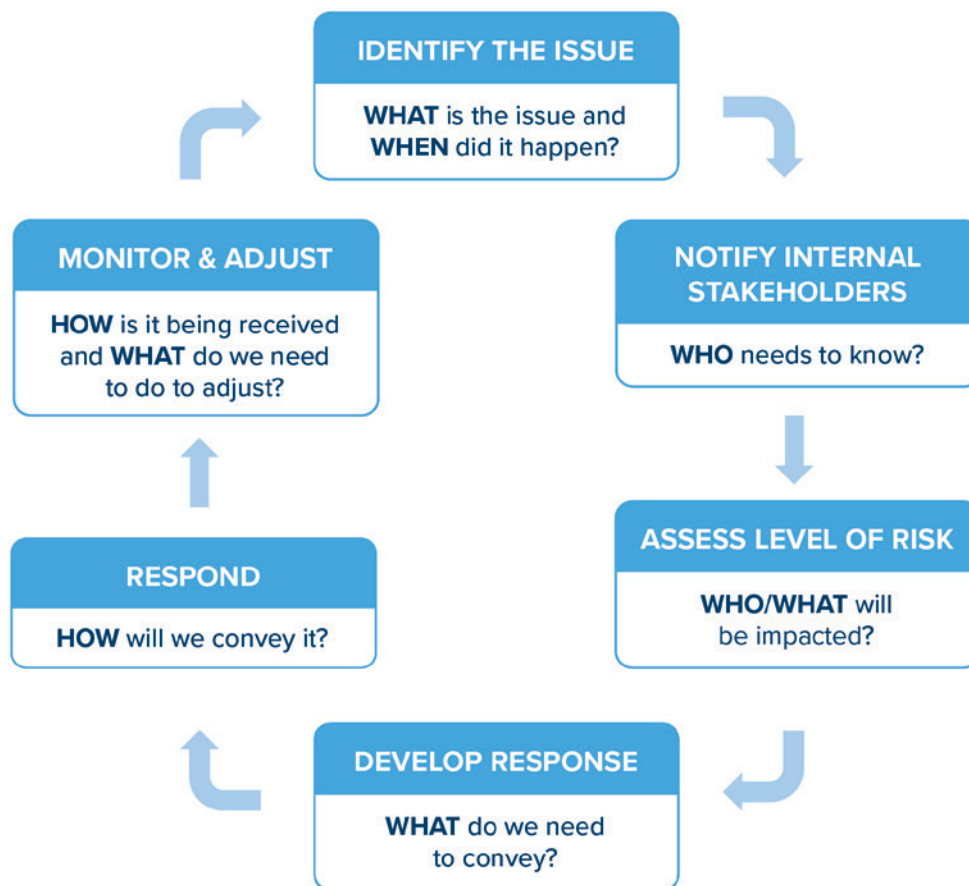 IDENTIFY THE ISSUE
WHAT is the issue and
WHEN did it happen?
NOTIFY INTERNAL
STAKEHOLDERS
WHO needs to know?
ASSESS LEVEL OF RISK
WHO/WHAT will
be impacted?
DEVELOP RESPONSE
WHAT do we need
to convey?
RESPOND
HOW will we convey it?
MONITOR & ADJUST
HOW is it being received
and WHAT do we need
to do to adjust?